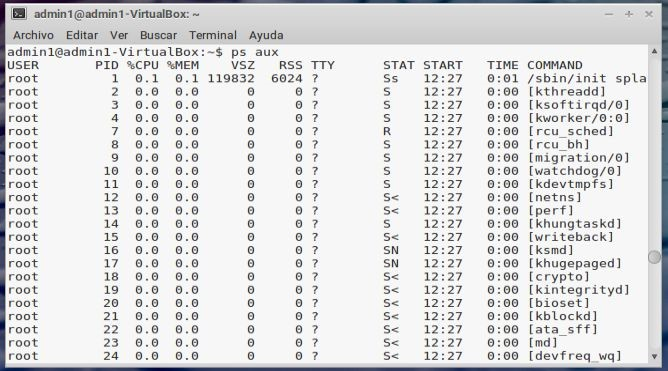 admin1@admin1-VirtualBox: ~
Archivo Editar Ver Buscar Terminal Ayuda
admin1@admin1-VirtualBox:~$ ps aux
USER PID %CPU %MEM VSZ RSS TTY STAT START TIME COMMAND
root 1 0.1 0.1 119832 6024 ? Ss 12:27 0:01 /sbin/init spla
root 2 0.0 0.0 0 0 ? S 12:27 0:00 [kthreadd]
root 3 0.0 0.0 0 0 ? S 12:27 0:00 [ksoftirqd/0]
root 4 0.0 0.0 0 0 ? S 12:27 0:00 [kworker/0:0]
root 7 0.0 0.0 0 0 ? R 12:27 0:00 [rcu_sched]
root 8 0.0 0.0 0 0 ? S 12:27 0:00 [rcu_bh]
root 9 0.0 0.0 0 0 ? S 12:27 0:00 [migration/0]
root 10 0.0 0.0 0 0 ? S 12:27 0:00 [watchdog/0]
root 11 0.0 0.0 0 0 ? S 12:27 0:00 [kdevtmpfs]
root 12 0.0 0.0 0 0 ? S< 12:27 0:00 [netns]
root 13 0.0 0.0 0 0 ? S< 12:27 0:00 [perf]
root 14 0.0 0.0 0 0 ? S 12:27 0:00 [khungtaskd]
root 15 0.0 0.0 0 0 ? S< 12:27 0:00 [writeback]
root 16 0.0 0.0 0 0 ? SN 12:27 0:00 [ksmd]
root 17 0.0 0.0 0 0 ? SN 12:27 0:00 [khugepaged]
root 18 0.0 0.0 0 0 ? S< 12:27 0:00 [crypto]
root 19 0.0 0.0 0 0 ? S< 12:27 0:00 [kintegrityd]
root 20 0.0 0.0 0 0 ? S< 12:27 0:00 [bioset]
root 21 0.0 0.0 0 0 ? S< 12:27 0:00 [kblockd]
root 22 0.0 0.0 0 0 ? S< 12:27 0:00 [ata_sff]
root 23 0.0 0.0 0 0 ? S< 12:27 0:00 [md]
root 24 0.0 0.0 0 0 ? S< 12:27 0:00 [devfreq_wq]